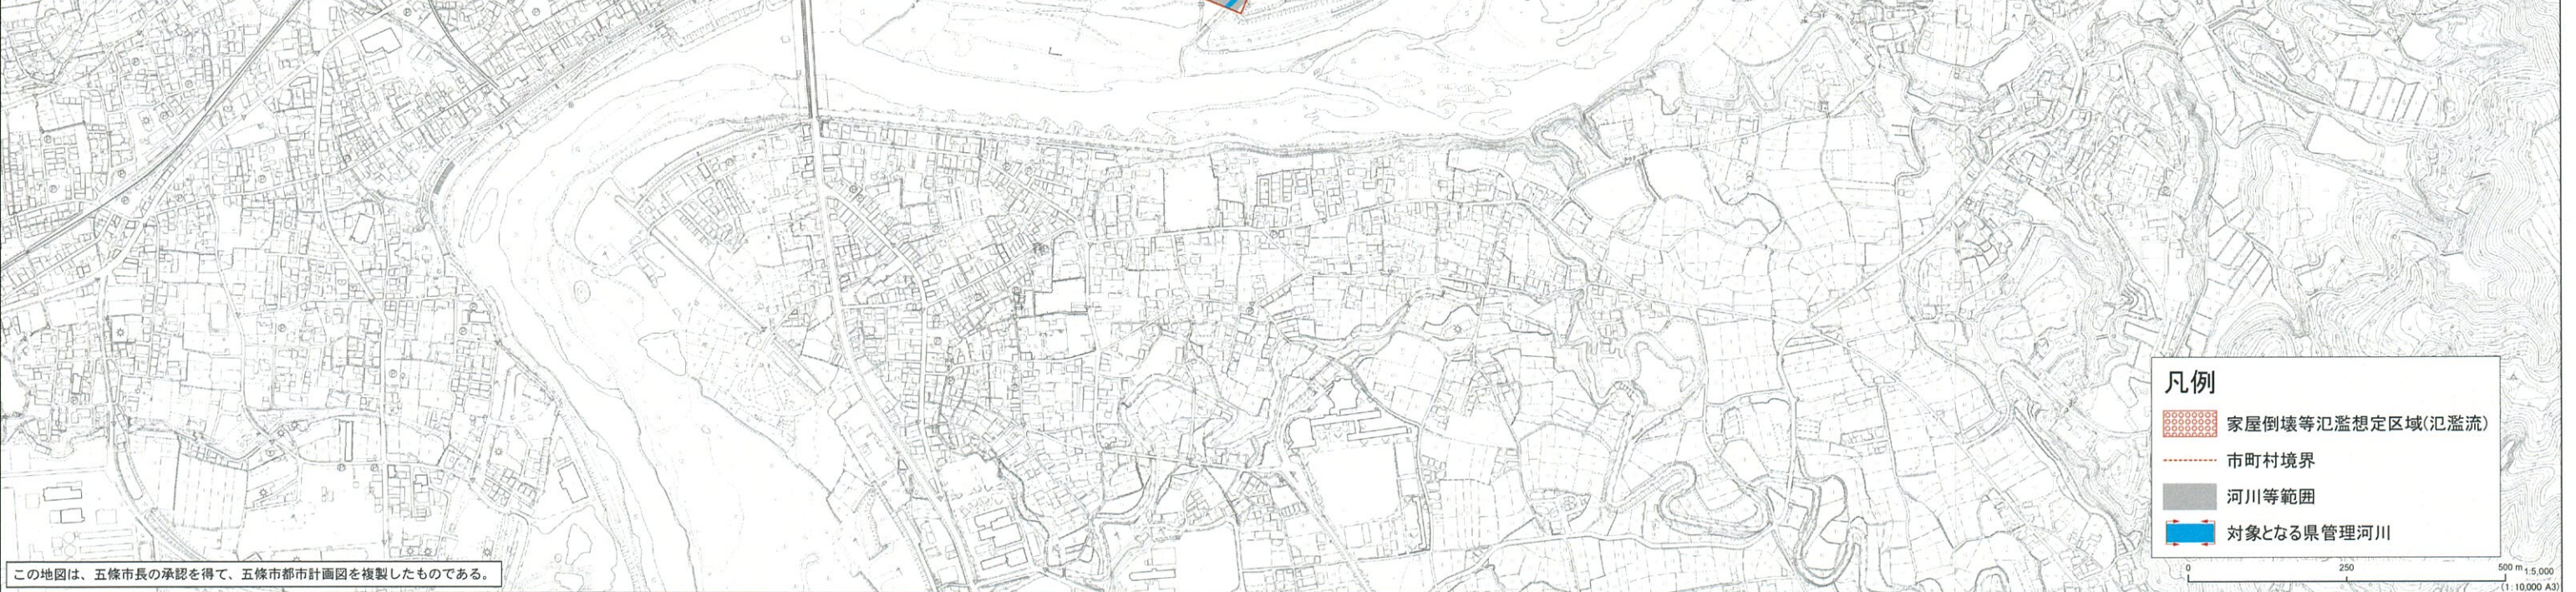 凡例
家屋倒壊等氾濫想定区域(氾濫流)
市町村境界
河川等範囲
対象となる県管理河川
この地図は、五條市長の承認を得て、五條市都市計画図を複製したものである。
0 250 500 m 1:5,000
(1:10,000 A3)